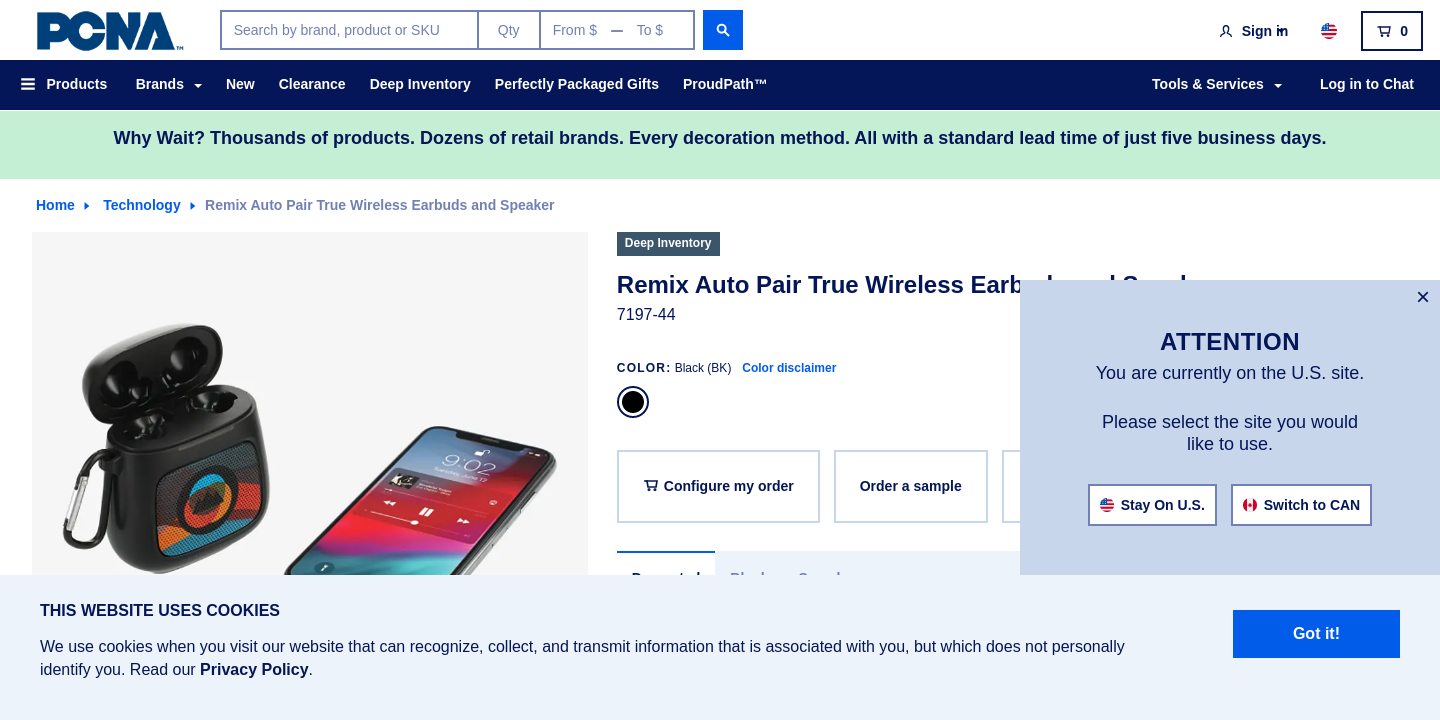 PCNA™
Search by brand, product or SKU
Qty
From $ — To $
Sign in
0
Products
Brands
New
Clearance
Deep Inventory
Perfectly Packaged Gifts
ProudPath™
Tools & Services
Log in to Chat
Why Wait? Thousands of products. Dozens of retail brands. Every decoration method. All with a standard lead time of just five business days.
Home
Technology
Remix Auto Pair True Wireless Earbuds and Speaker
Deep Inventory
Remix Auto Pair True Wireless
7197-44
COLOR: Black (BK) Color disclaimer
Configure my order
Order a sample
9:02
Tuesday, June 12
×
ATTENTION
You are currently on the U.S. site.
Please select the site you would
like to use.
Stay On U.S.
Switch to CAN
THIS WEBSITE USES COOKIES
We use cookies when you visit our website that can recognize, collect, and transmit information that is associated with you, but which does not personally
identify you. Read our Privacy Policy.
Got it!